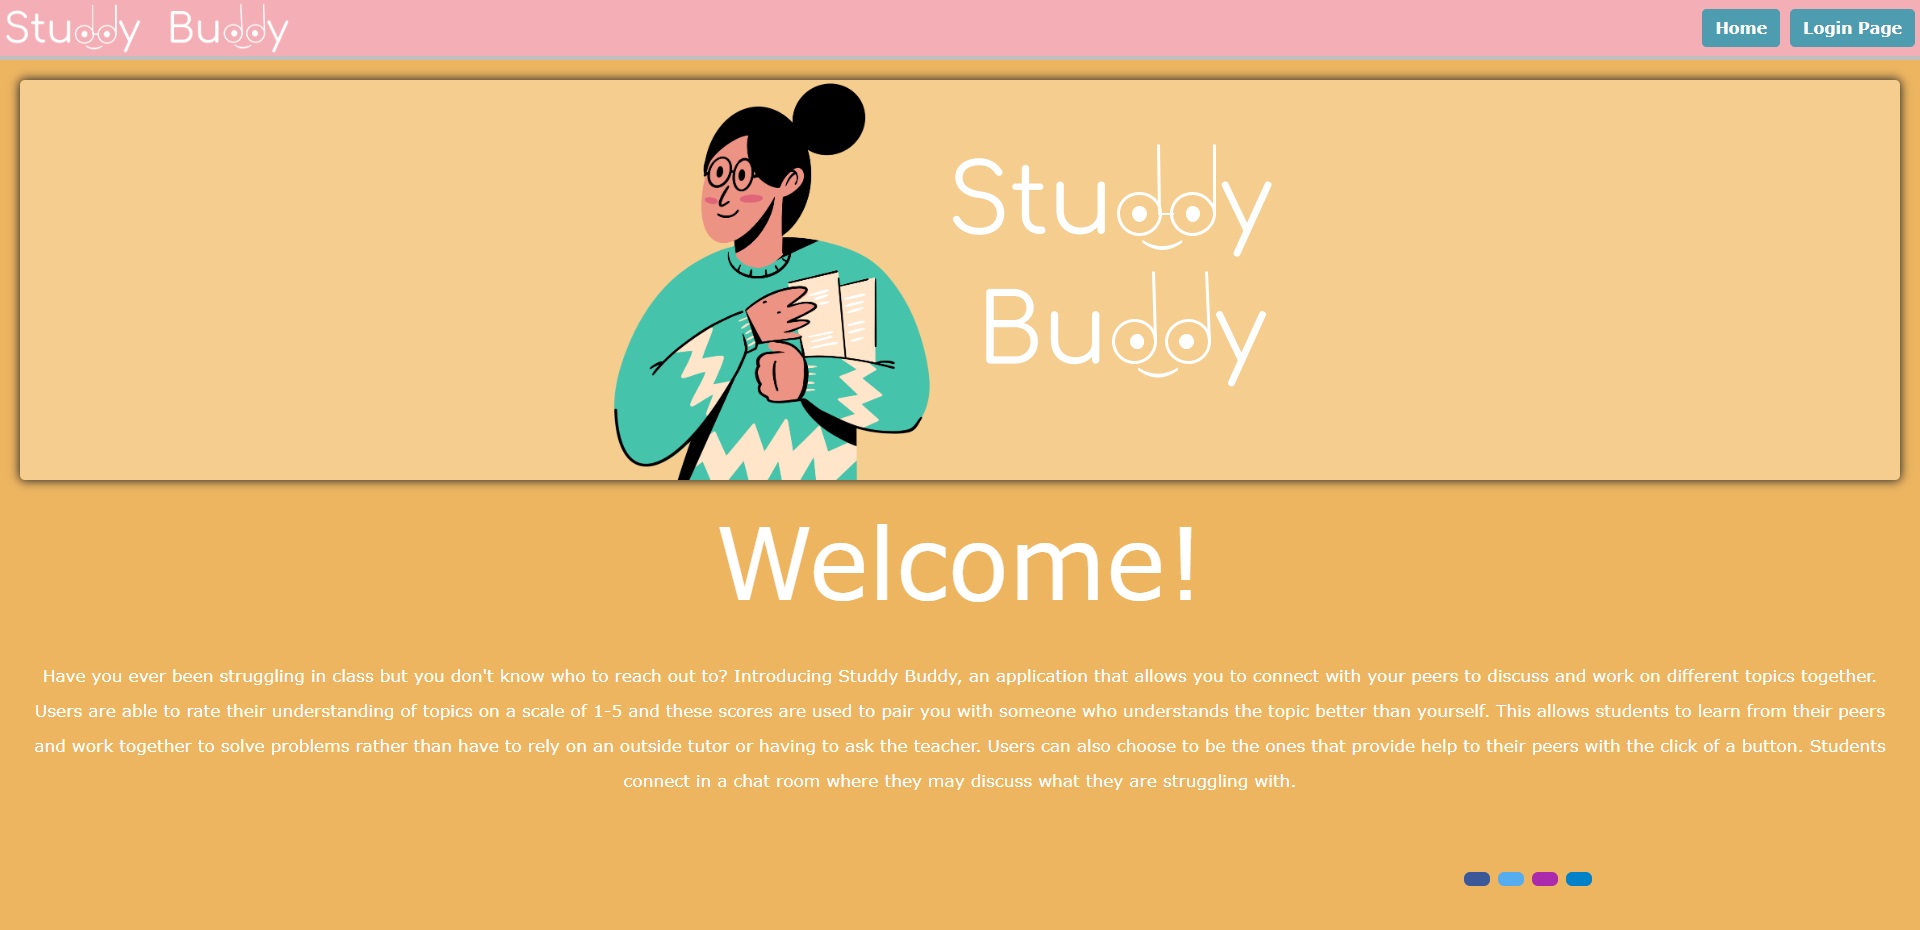 Studdy Buddy
Home
Login Page
Studdy
Buddy
Welcome!
Have you ever been struggling in class but you don't know who to reach out to? Introducing Studdy Buddy, an application that allows you to connect with your peers to discuss and work on different topics together.
Users are able to rate their understanding of topics on a scale of 1-5 and these scores are used to pair you with someone who understands the topic better than yourself. This allows students to learn from their peers
and work together to solve problems rather than have to rely on an outside tutor or having to ask the teacher. Users can also choose to be the ones that provide help to their peers with the click of a button. Students
connect in a chat room where they may discuss what they are struggling with.